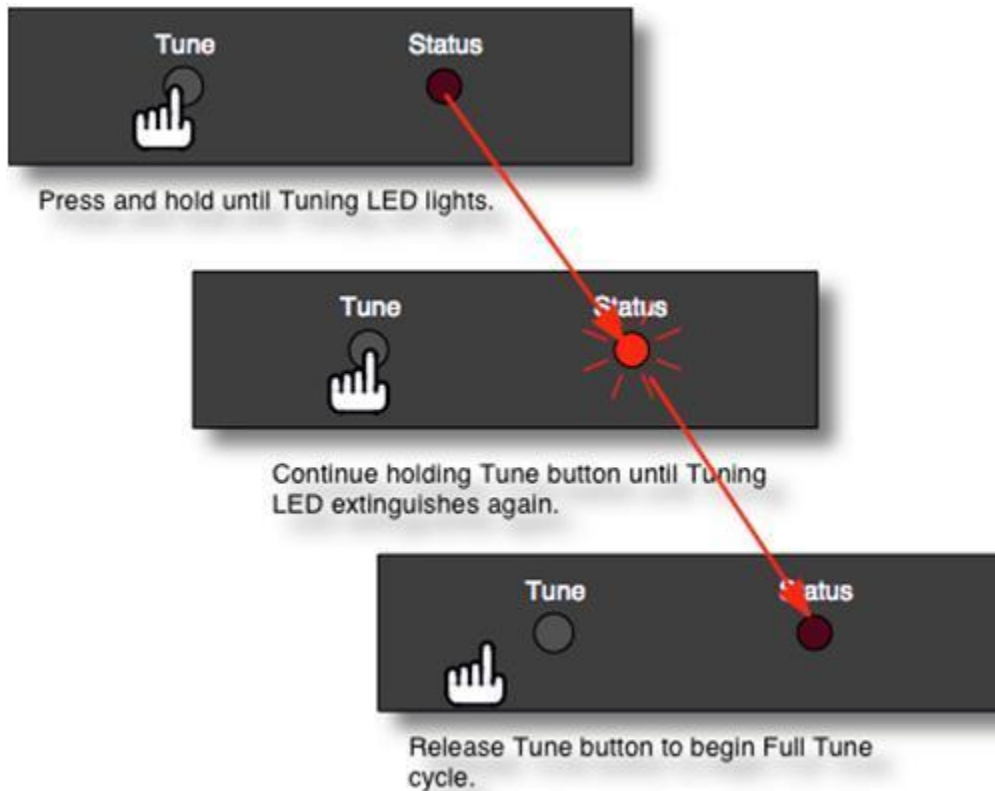 Tune Status
Press and hold until Tuning LED lights.
Tune Status
Continue holding Tune button until Tuning
LED extinguishes again.
Tune Status
Release Tune button to begin Full Tune
cycle.